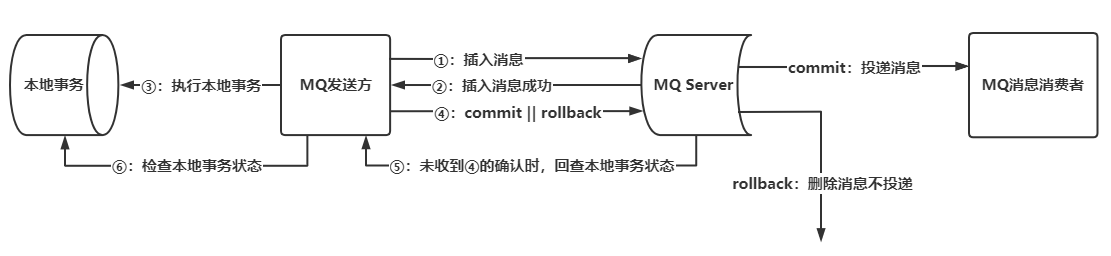 本地事务
③：执行本地事务
MQ发送方
①：插入消息
②：插入消息成功
④：commit || rollback
MQ Server
commit：投递消息
MQ消息消费者
⑥：检查本地事务状态
⑤：未收到④的确认时，回查本地事务状态
rollback：删除消息不投递